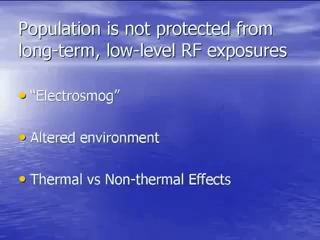 Population is not protected from
long-term, low-level RF exposures
• “Electrosmog”
• Altered environment
• Thermal vs Non-thermal Effects